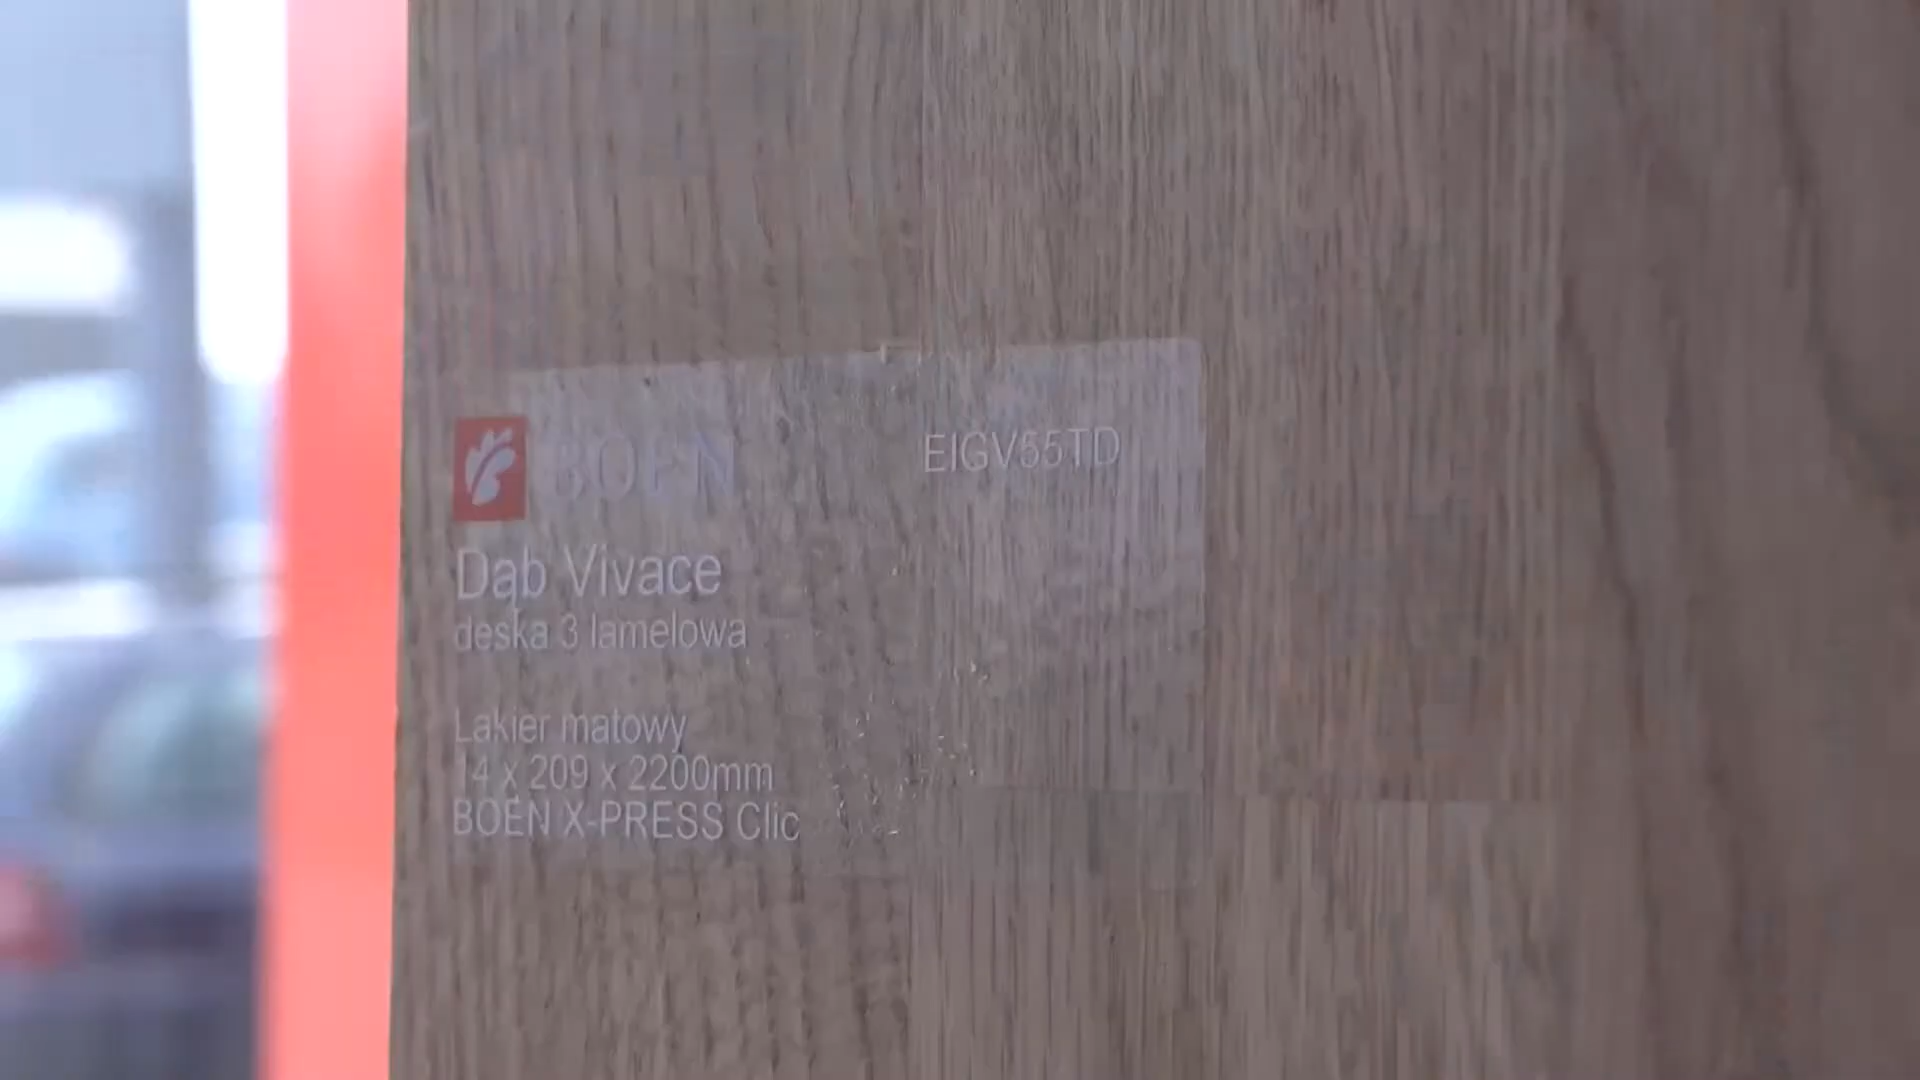 BOEN
EIGV55TD
Dąb Vivace
deska 3 lamelowa
Lakier matowy
14 x 209 x 2200mm
BOEN X-PRESS Clic